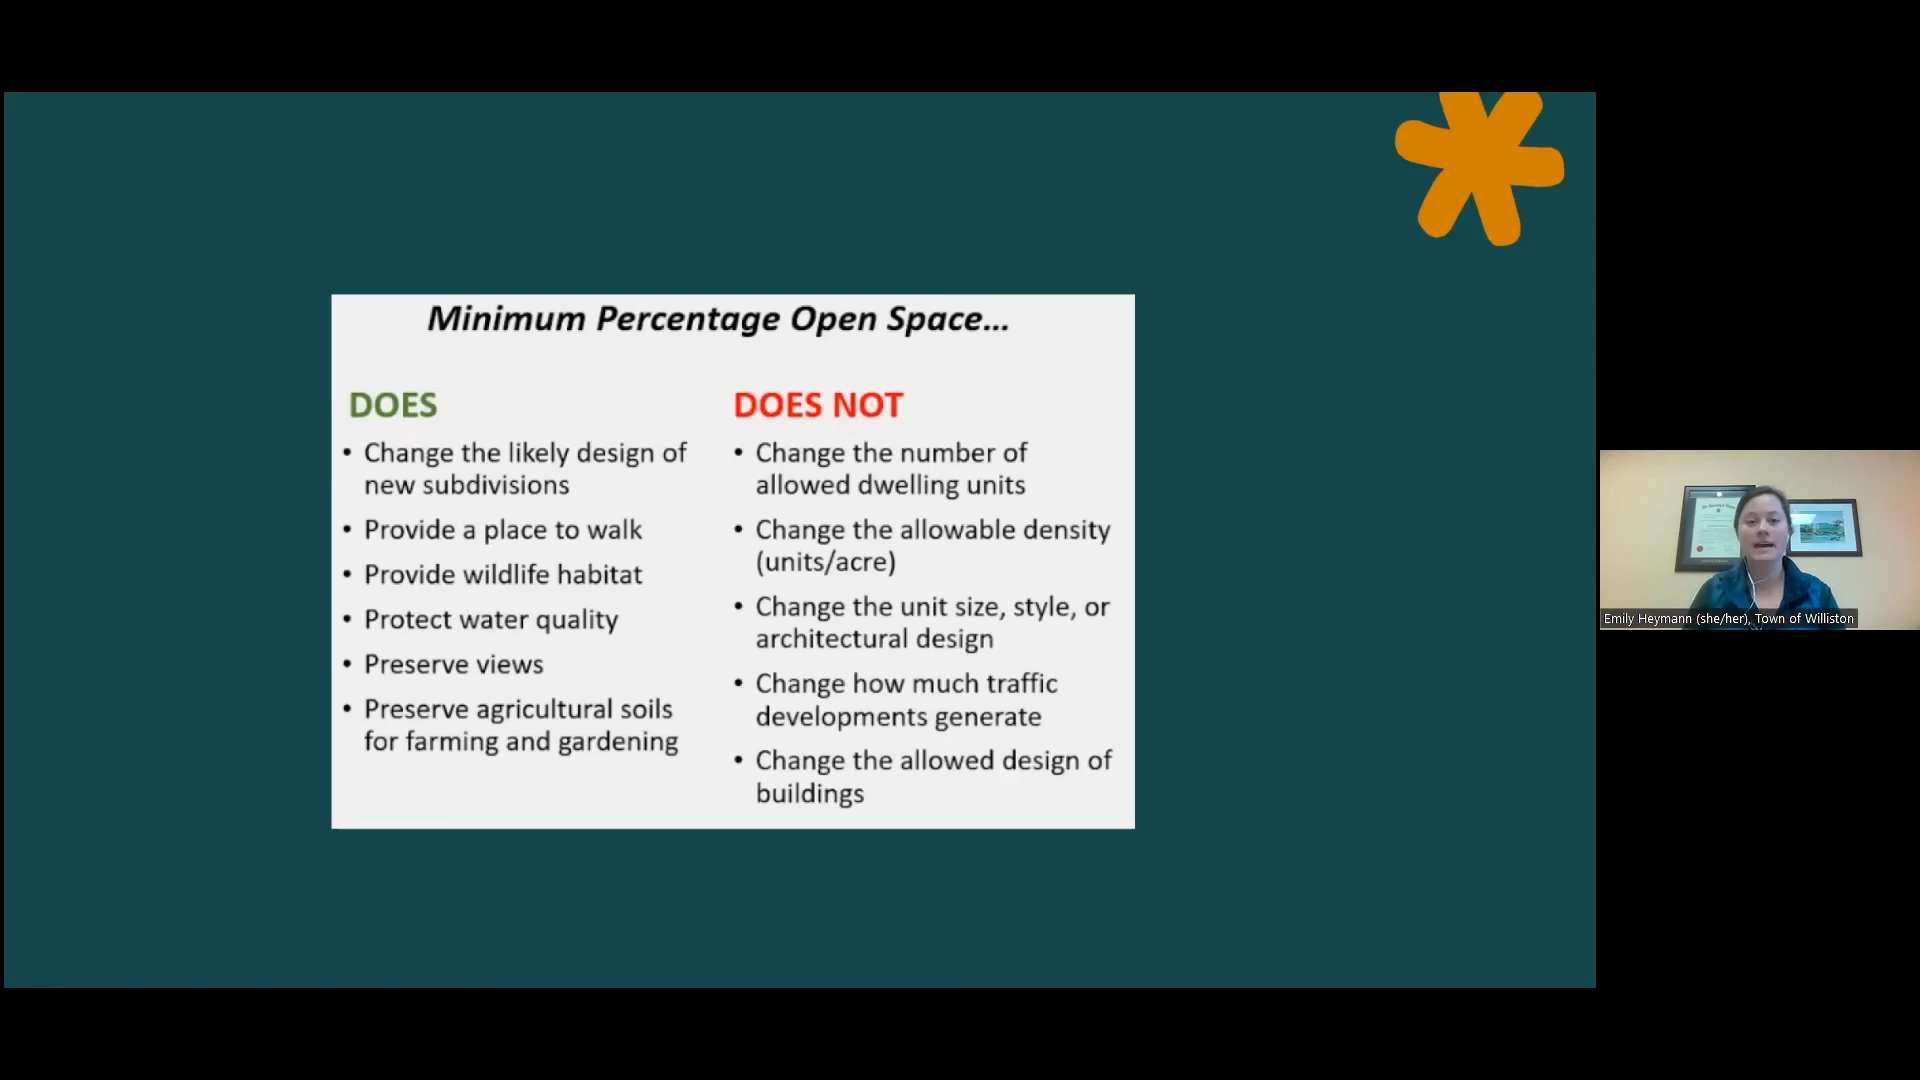 Minimum Percentage Open Space...
DOES
• Change the likely design of
new subdivisions
• Provide a place to walk
• Provide wildlife habitat
• Protect water quality
• Preserve views
• Preserve agricultural soils
for farming and gardening
DOES NOT
• Change the number of
allowed dwelling units
• Change the allowable density
(units/acre)
• Change the unit size, style, or
architectural design
• Change how much traffic
developments generate
• Change the allowed design of
buildings
Emily Heymann (she/her), Town of Williston